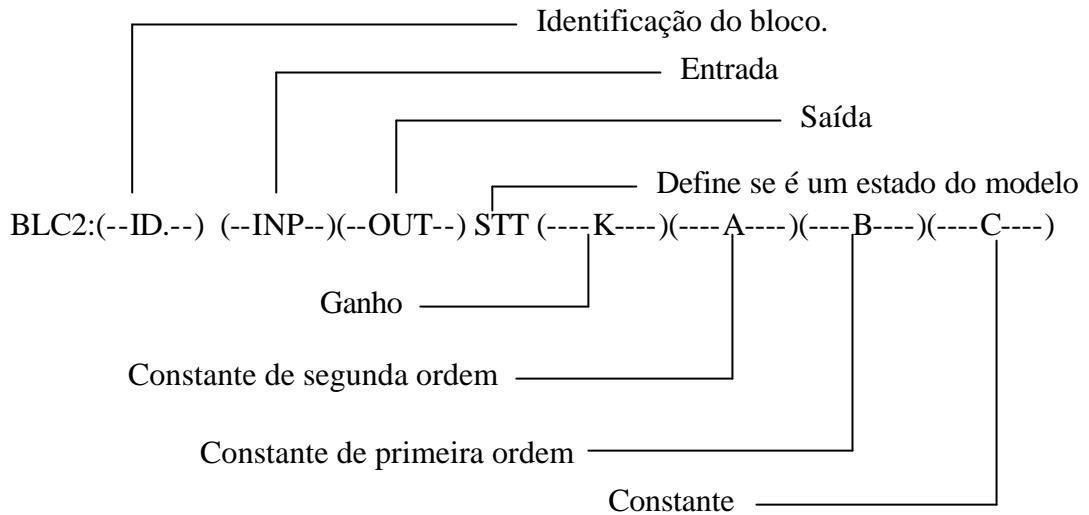 Identificação do bloco.
Entrada
Saída
Define se é um estado do modelo
BLC2:(--ID.--) (--INP--)(--OUT--) STT (----K----)(----A----)(----B----)(----C----)
Ganho
Constante de segunda ordem
Constante de primeira ordem
Constante